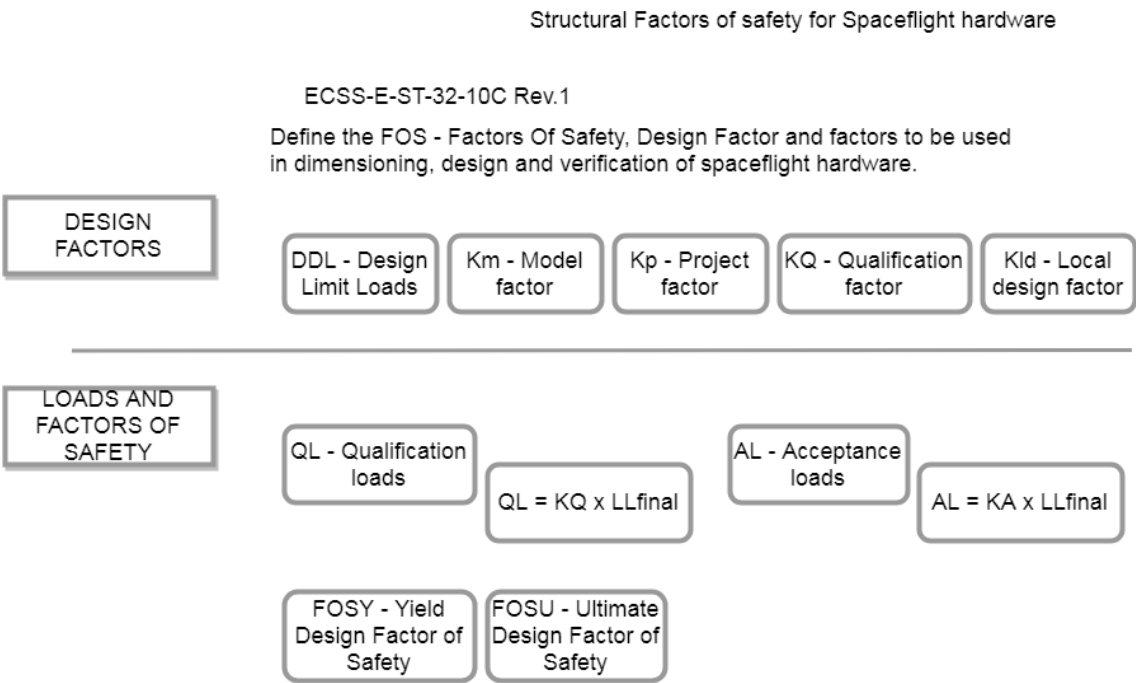 Structural Factors of safety for Spaceflight hardware
ECSS-E-ST-32-10C Rev.1
Define the FOS - Factors Of Safety, Design Factor and factors to be used
in dimensioning, design and verification of spaceflight hardware.
DESIGN
FACTORS
DDL - Design
Limit Loads
Km - Model
factor
Kp - Project
factor
KQ - Qualification
factor
Kld - Local
design factor
LOADS AND
FACTORS OF
SAFETY
QL - Qualification
loads
QL = KQ x LLfinal
AL - Acceptance
loads
AL = KA x LLfinal
FOSY - Yield
Design Factor of
Safety
FOSU - Ultimate
Design Factor of
Safety